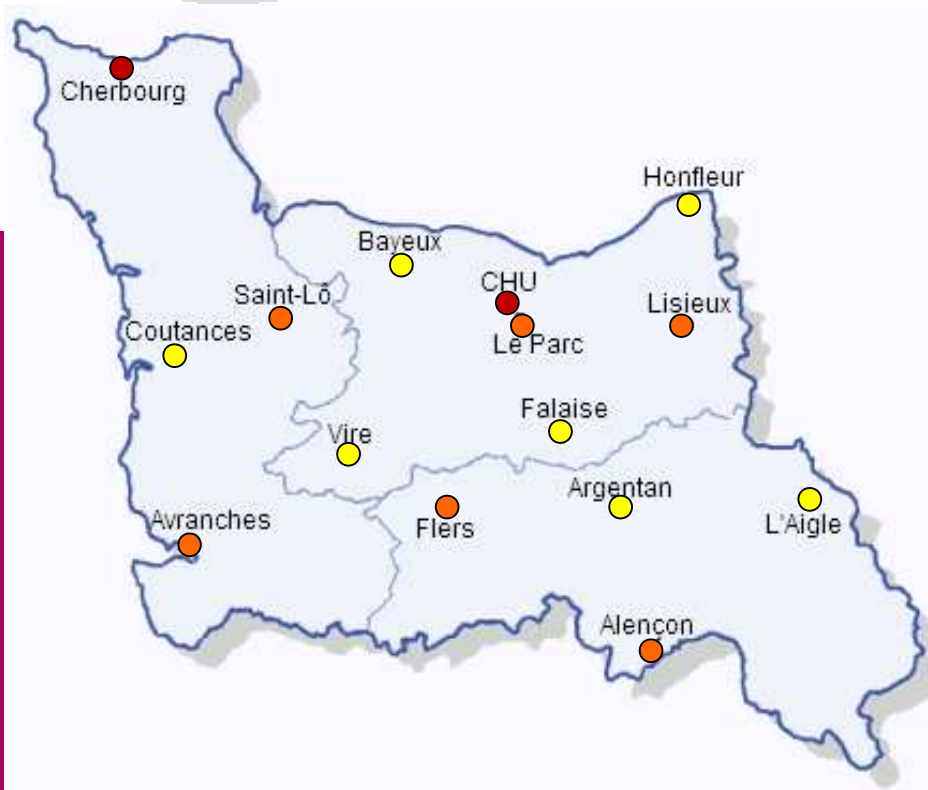 Cherbourg
Honfleur
Bayeux
CHU
Saint-Lô
Lisieux
Coutances
Le Parc
Falaise
Vire
Argentan
Avranches
Flers
L'Aigle
Alençon